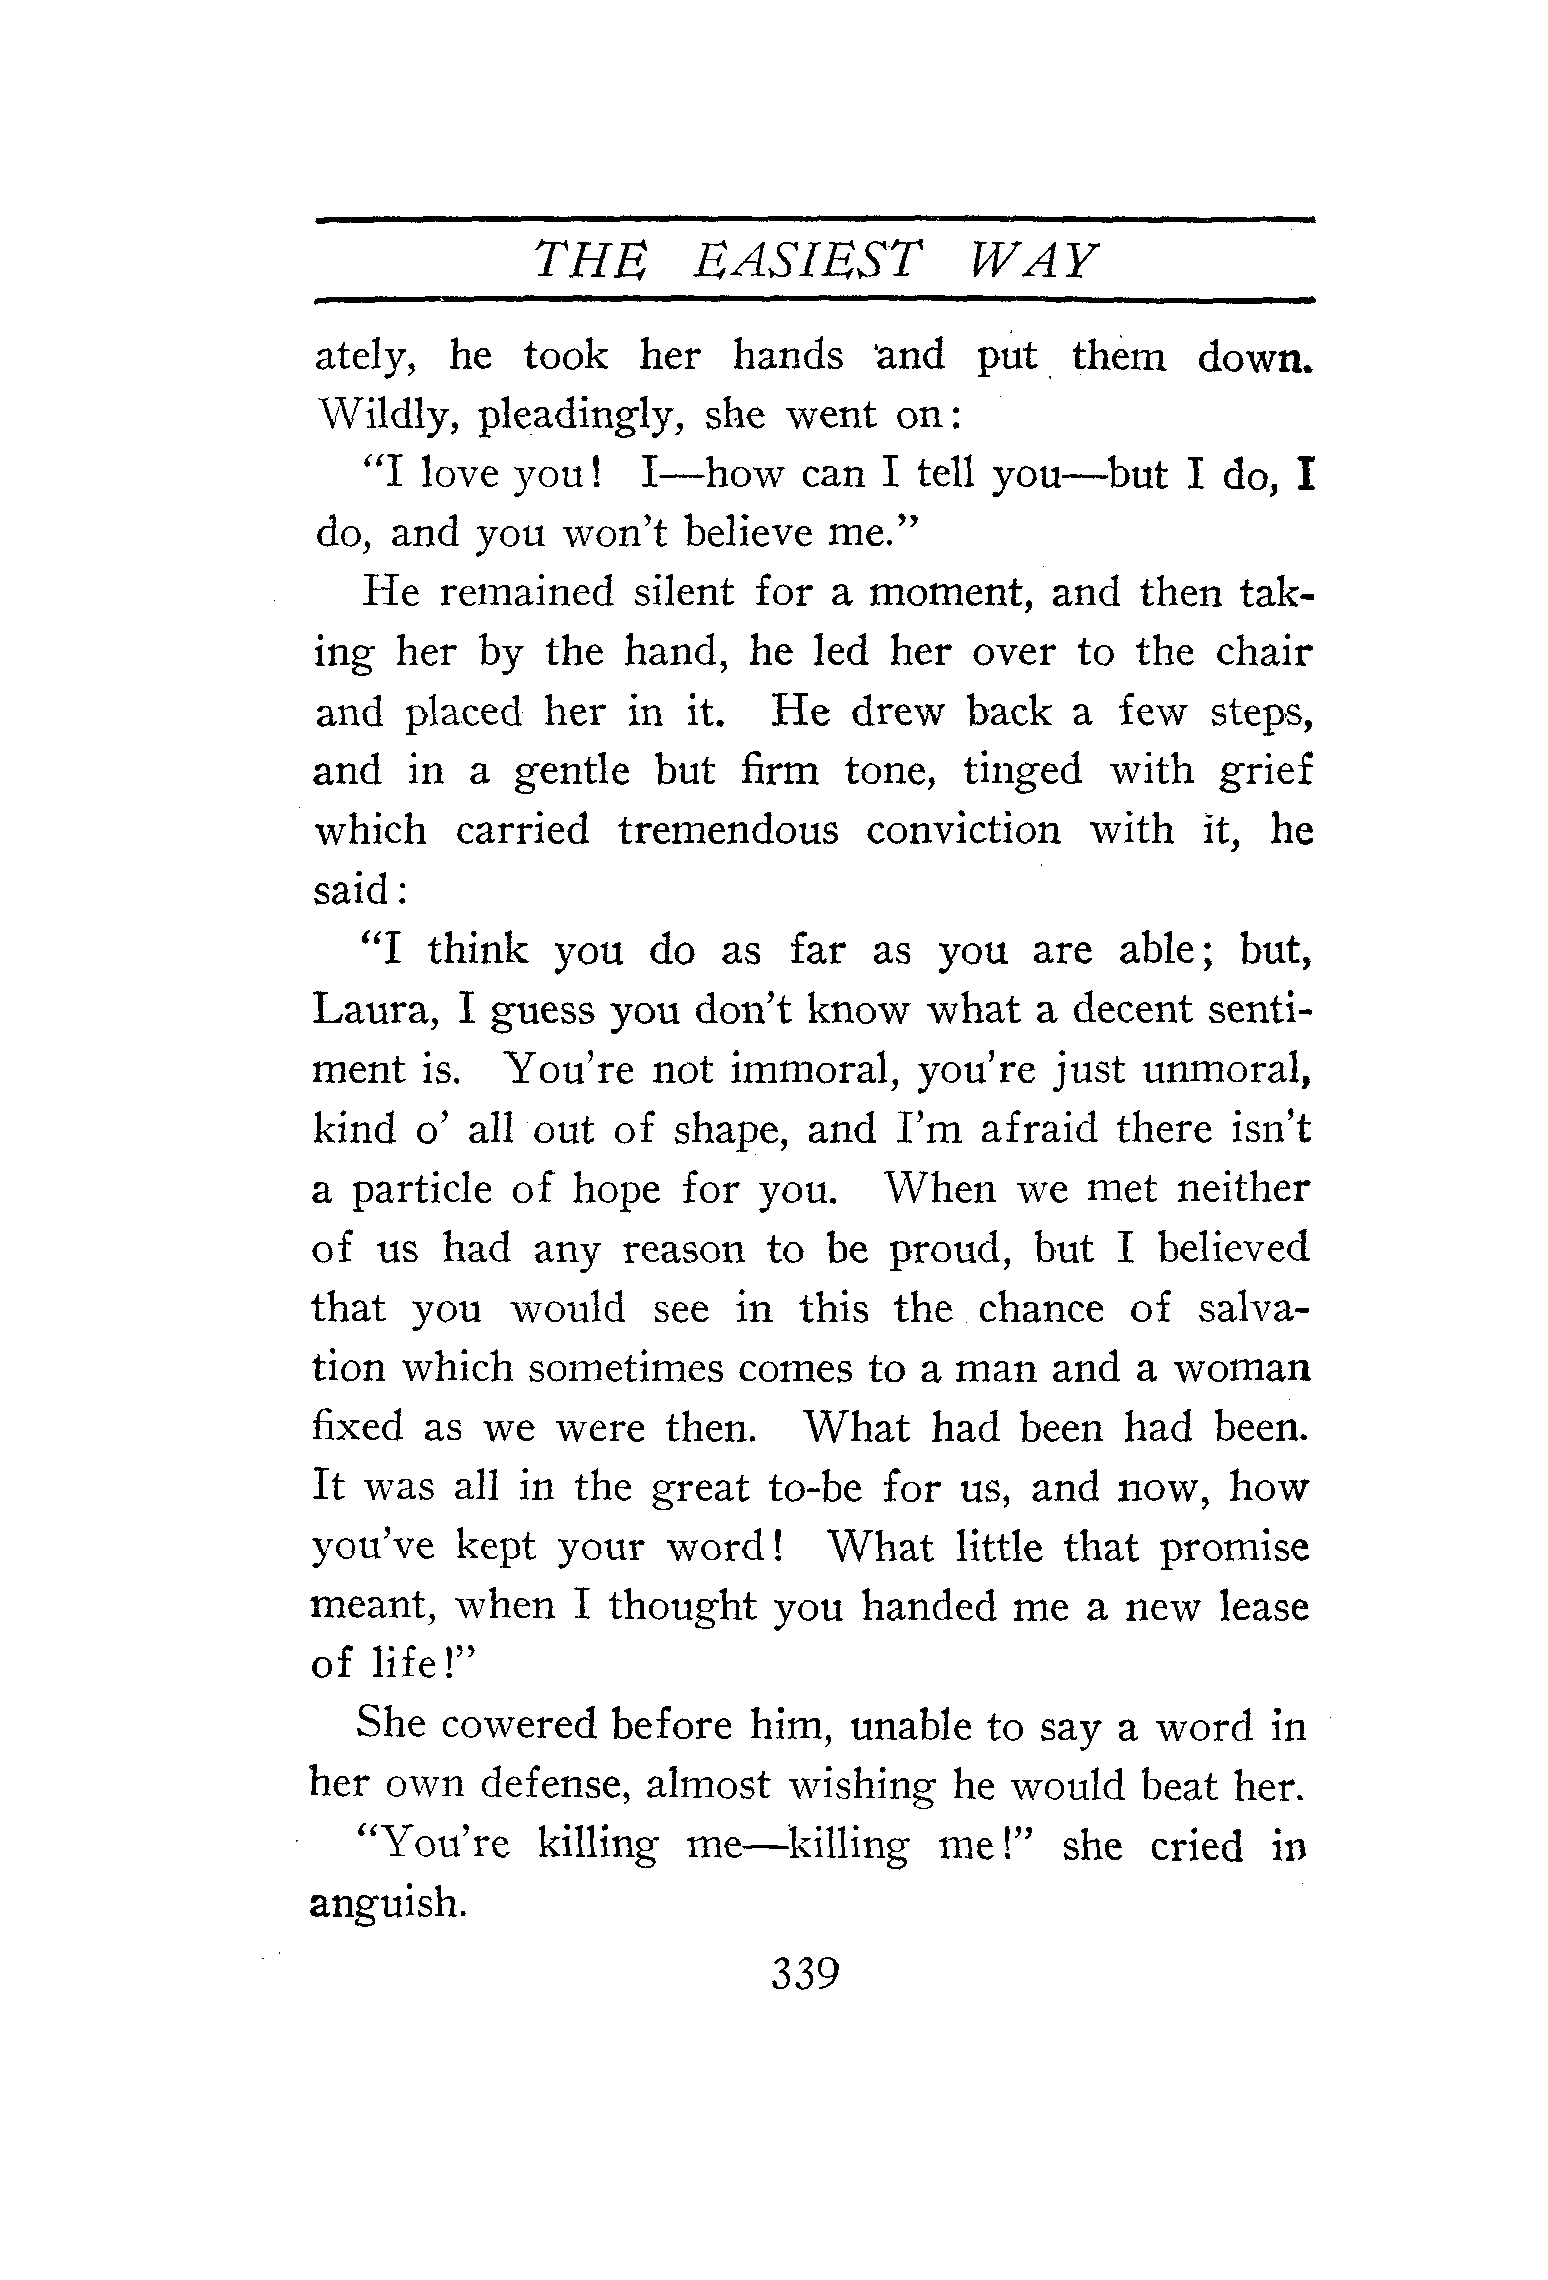 THE EASIEST WAY
ately, he took her hands and put them down.
Wildly, pleadingly, she went on:
"I love you! I—how can I tell you—but I do, I
do, and you won't believe me."
He remained silent for a moment, and then tak-
ing her by the hand, he led her over to the chair
and placed her in it. He drew back a few steps,
and in a gentle but firm tone, tinged with grief
which carried tremendous conviction with it, he
said:
"I think you do as far as you are able; but,
Laura, I guess you don't know what a decent senti-
ment is. You're not immoral, you're just unmoral,
kind o' all out of shape, and I'm afraid there isn't
a particle of hope for you. When we met neither
of us had any reason to be proud, but I believed
that you would see in this the chance of salva-
tion which sometimes comes to a man and a woman
fixed as we were then. What had been had been.
It was all in the great to-be for us, and now, how
you've kept your word! What little that promise
meant, when I thought you handed me a new lease
of life!"
She cowered before him, unable to say a word in
her own defense, almost wishing he would beat her.
"You're killing me—killing me!" she cried in
anguish.
339